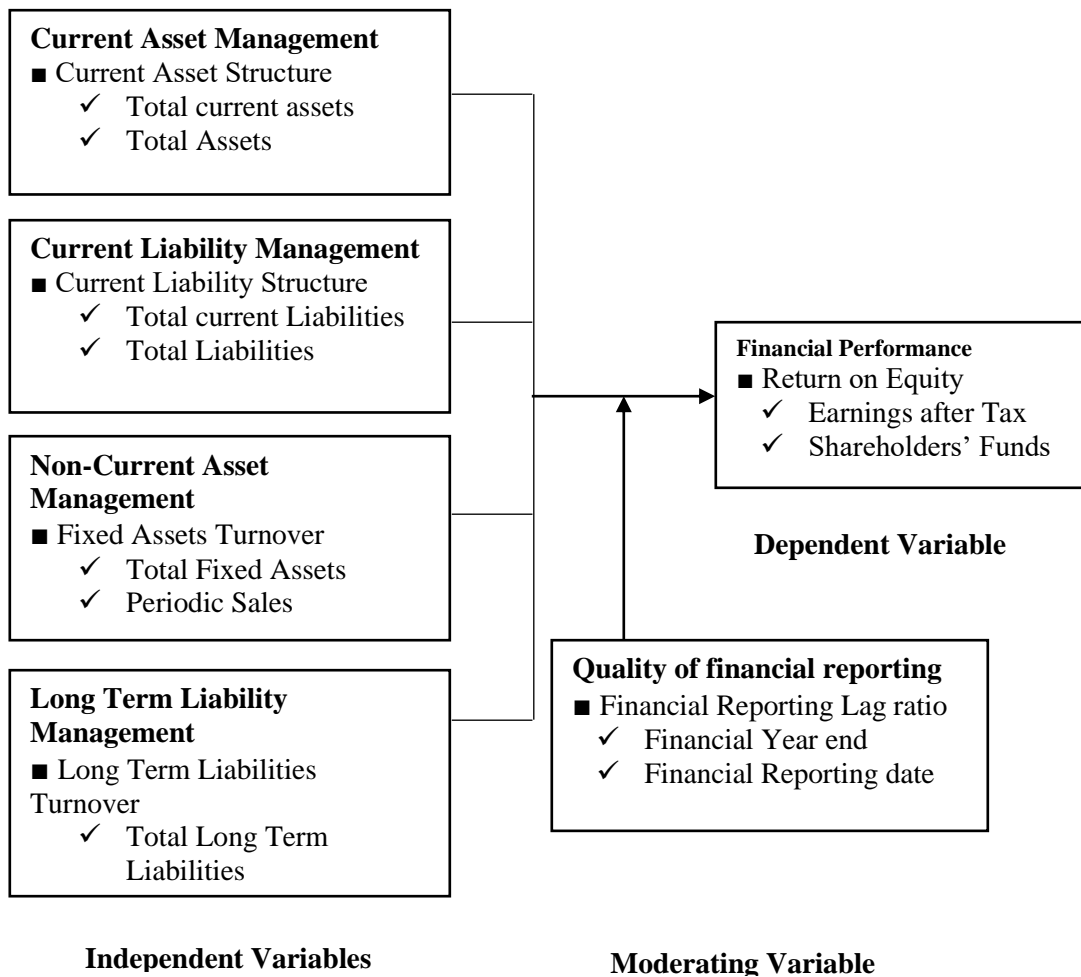 Current Asset Management
■ Current Asset Structure
✓ Total current assets
✓ Total Assets
Current Liability Management
■ Current Liability Structure
✓ Total current Liabilities
✓ Total Liabilities
Non-Current Asset
Management
■ Fixed Assets Turnover
✓ Total Fixed Assets
✓ Periodic Sales
Long Term Liability
Management
■ Long Term Liabilities
Turnover
✓ Total Long Term
Liabilities
Independent Variables
Financial Performance
■ Return on Equity
✓ Earnings after Tax
✓ Shareholders’ Funds
Dependent Variable
Quality of financial reporting
■ Financial Reporting Lag ratio
✓ Financial Year end
✓ Financial Reporting date
Moderating Variable